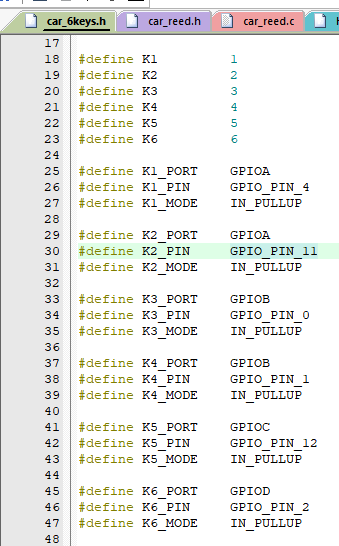 car_6keys.h car_reed.h car_reed.c
17
18 #define K1 1
19 #define K2 2
20 #define K3 3
21 #define K4 4
22 #define K5 5
23 #define K6 6
24
25 #define K1_PORT GPIOA
26 #define K1_PIN GPIO_PIN_4
27 #define K1_MODE IN_PULLUP
28
29 #define K2_PORT GPIOA
30 #define K2_PIN GPIO_PIN_11
31 #define K2_MODE IN_PULLUP
32
33 #define K3_PORT GPIOB
34 #define K3_PIN GPIO_PIN_0
35 #define K3_MODE IN_PULLUP
36
37 #define K4_PORT GPIOB
38 #define K4_PIN GPIO_PIN_1
39 #define K4_MODE IN_PULLUP
40
41 #define K5_PORT GPIOC
42 #define K5_PIN GPIO_PIN_12
43 #define K5_MODE IN_PULLUP
44
45 #define K6_PORT GPIOD
46 #define K6_PIN GPIO_PIN_2
47 #define K6_MODE IN_PULLUP
48